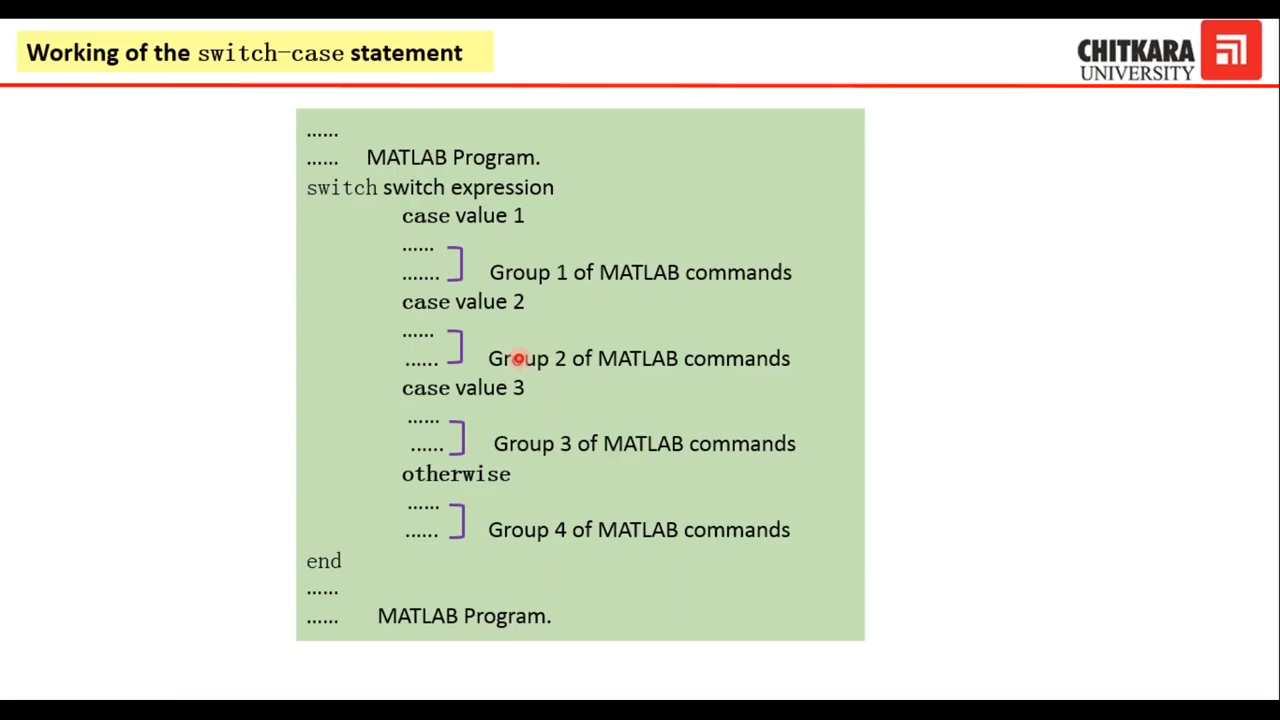 Working of the switch-case statement
CHITKARA
UNIVERSITY
......
...... MATLAB Program.
switch switch expression
case value 1
......
....... Group 1 of MATLAB commands
case value 2
......
...... Group 2 of MATLAB commands
case value 3
......
...... Group 3 of MATLAB commands
otherwise
......
...... Group 4 of MATLAB commands
end
......
...... MATLAB Program.